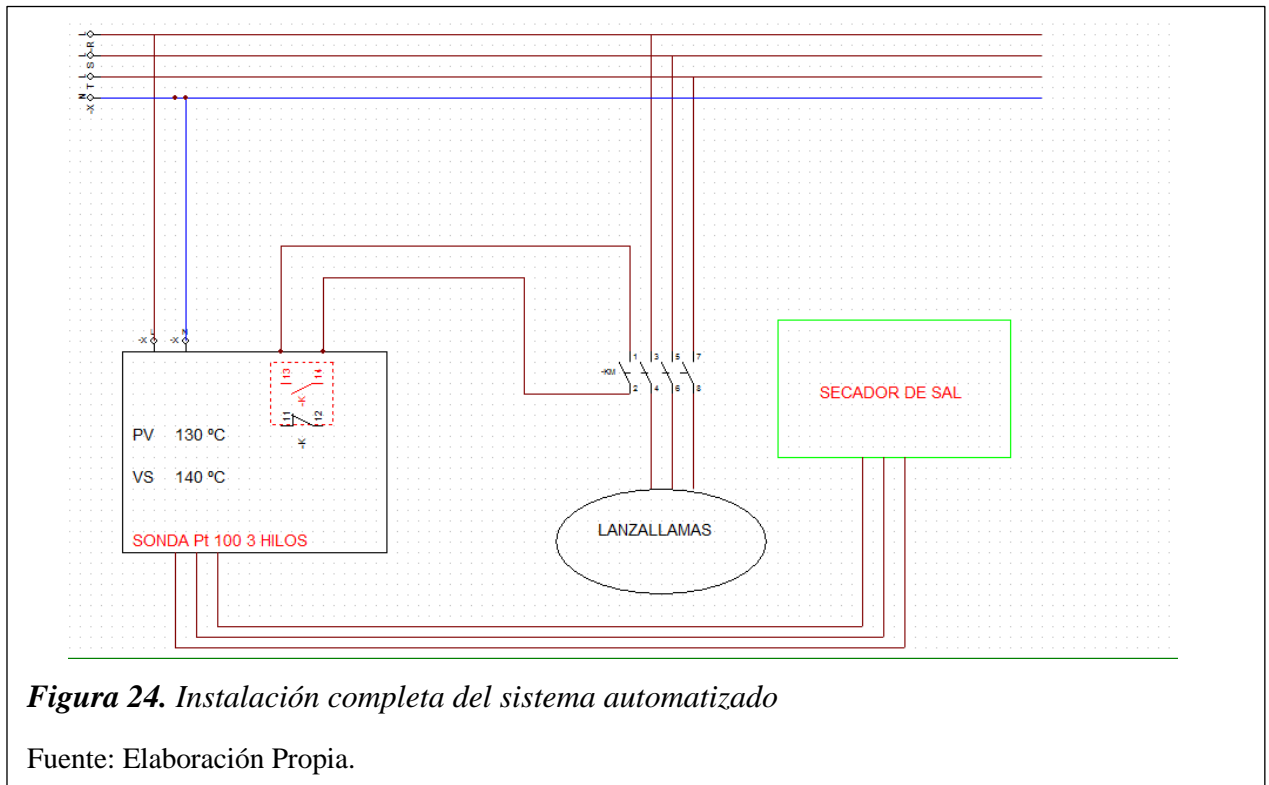 L -R
L S
L T
N -X
-X L -X N
13 14
-K
11 12
-K
PV 130 ºC
VS 140 ºC
SONDA Pt 100 3 HILOS
-KM 1 3 5 7
2 4 6 8
LANZALLAMAS
SECADOR DE SAL
Figura 24. Instalación completa del sistema automatizado
Fuente: Elaboración Propia.